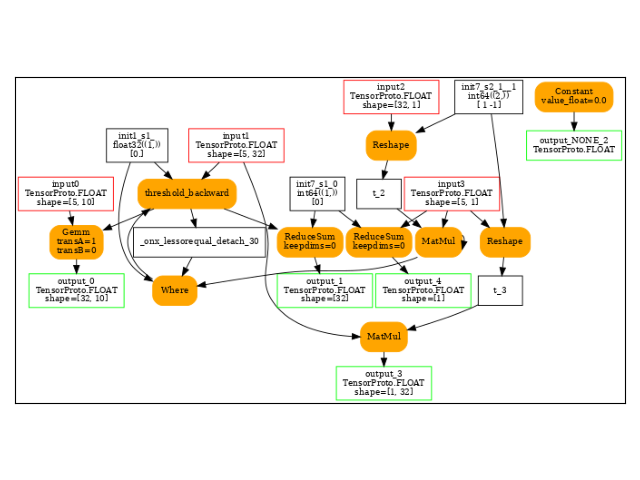 input2
TensorProto.FLOAT
shape=[32, 1]
init7_s2_1__1
int64((2,))
[ 1 -1]
Constant
value_float=0.0
init1_s1_
float32((1,))
[0.]
input1
TensorProto.FLOAT
shape=[5, 32]
Reshape
output_NONE_2
TensorProto.FLOAT
input0
TensorProto.FLOAT
shape=[5, 10]
threshold_backward
init7_s1_0
int64((1,))
[0]
t_2
input3
TensorProto.FLOAT
shape=[5, 1]
Gemm
transA=1
transB=0
_onx_lessorequal_detach_30
ReduceSum
keepdims=0
ReduceSum
keepdims=0
MatMul
Reshape
output_0
TensorProto.FLOAT
shape=[32, 10]
Where
output_1
TensorProto.FLOAT
shape=[32]
output_4
TensorProto.FLOAT
shape=[1]
t_3
MatMul
output_3
TensorProto.FLOAT
shape=[1, 32]